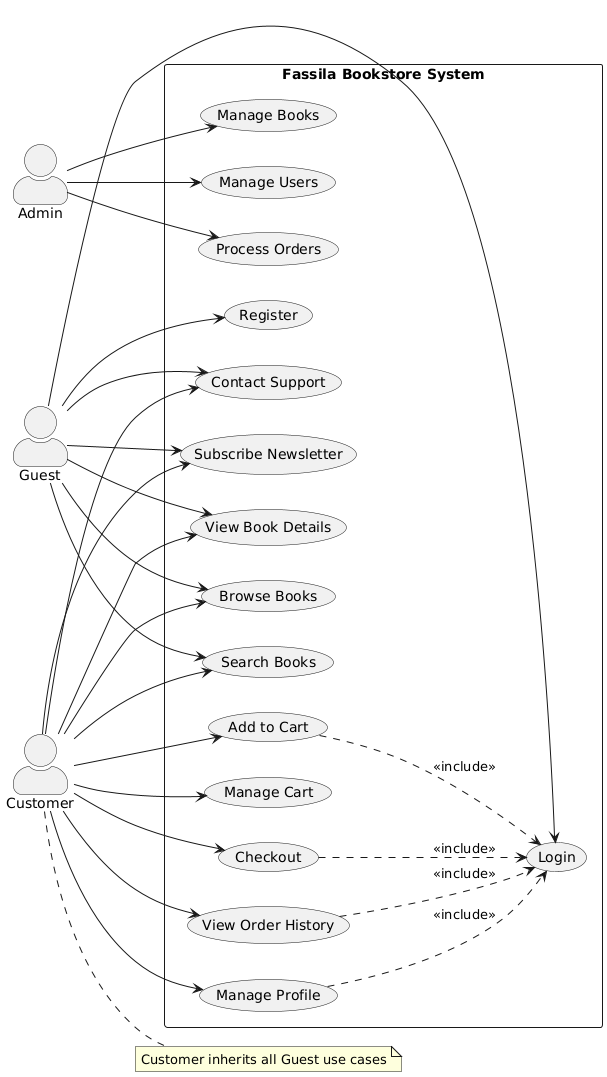 Fassila Bookstore System
Manage Books
Admin
Manage Users
Process Orders
Register
Contact Support
Guest
Subscribe Newsletter
View Book Details
Browse Books
Search Books
Add to Cart
«include»
Customer
Manage Cart
Checkout
«include»
Login
«include»
View Order History
«include»
Manage Profile
Customer inherits all Guest use cases